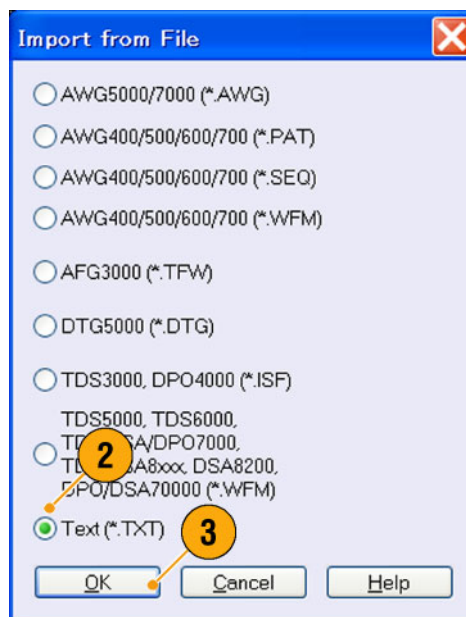 Import from File
AWG5000/7000 (*.AWG)
AWG400/500/600/700 (*.PAT)
AWG400/500/600/700 (*.SEQ)
AWG400/500/600/700 (*.WFM)
AFG3000 (*.TFW)
DTG5000 (*.DTG)
TDS3000, DPO4000 (*.ISF)
TDS5000, TDS6000,
A/DPO7000,
A8xxx, DSA8200,
DPO/DSA70000 (*.WFM)
2
Text (*.TXT)
3
OK Cancel Help